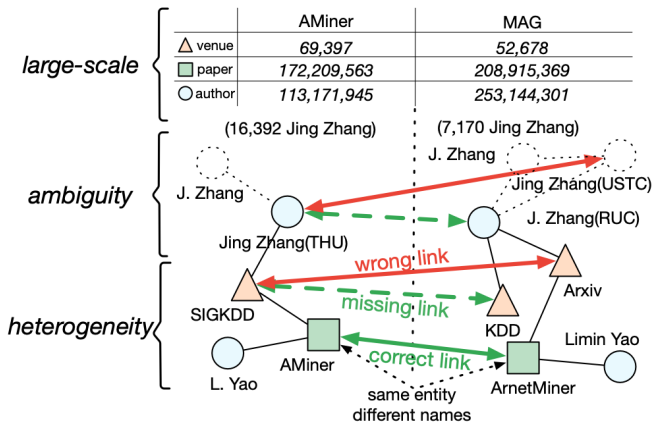 AMiner MAG
large-scale
venue 69,397 52,678
paper 172,209,563 208,915,369
author 113,171,945 253,144,301
(16,392 Jing Zhang) (7,170 Jing Zhang)
J. Zhang
ambiguity
J. Zhang
Jing Zhang(USTC)
J. Zhang(RUC)
Jing Zhang(THU)
wrong link
Arxiv
missing link
SIGKDD
KDD
heterogeneity
Limin Yao
correct link
AMiner
L. Yao
ArnetMiner
same entity
different names